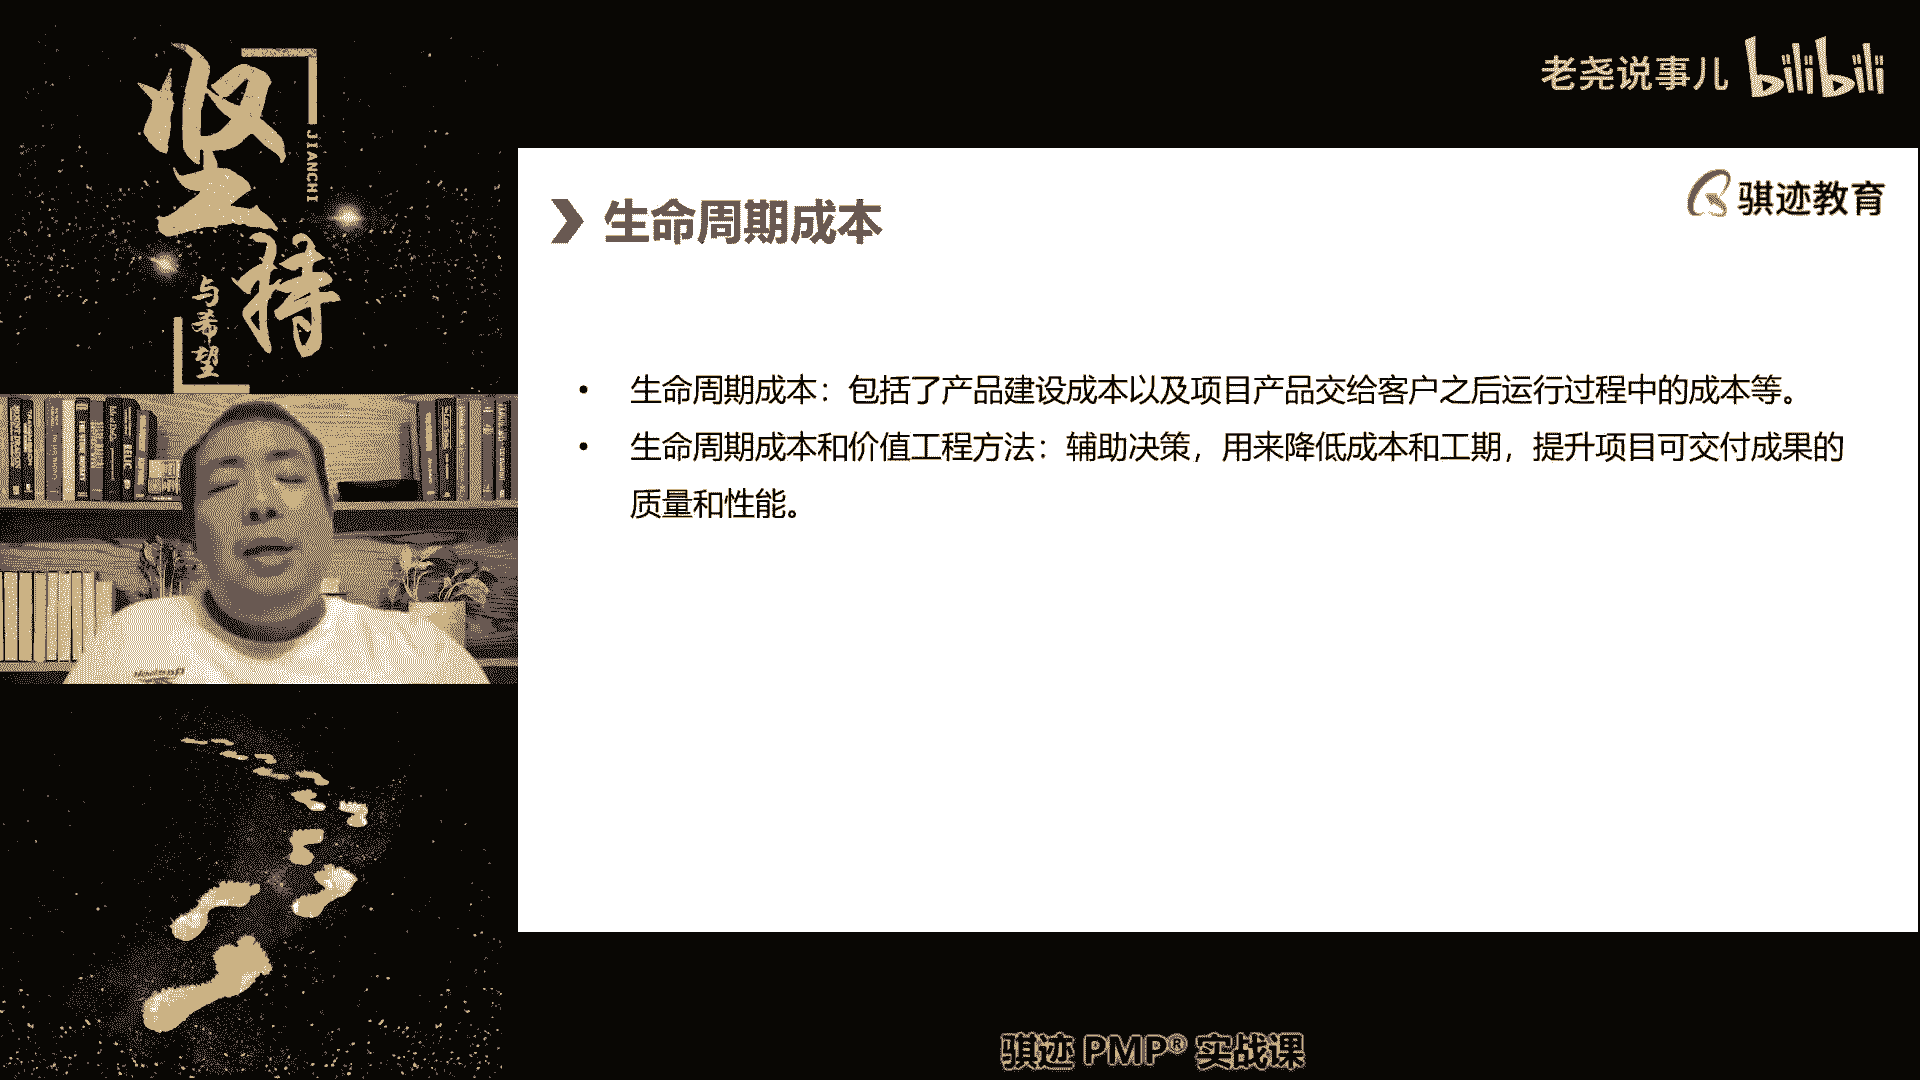 坚持
JIANCHI
与希望
老尧说事儿 bilibili
骐迹教育
生命周期成本
• 生命周期成本：包括了产品建设成本以及项目产品交给客户之后运行过程中的成本等。
• 生命周期成本和价值工程方法：辅助决策，用来降低成本和工期，提升项目可交付成果的
质量和性能。
骐迹 PMP® 实战课